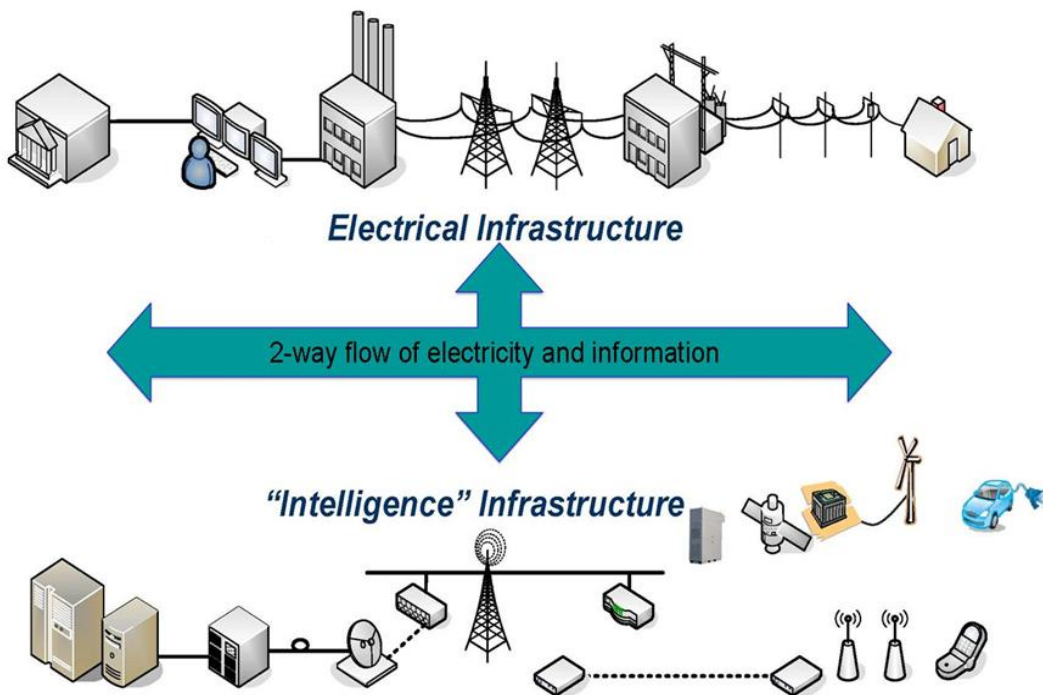 Electrical Infrastructure
2-way flow of electricity and information
“Intelligence” Infrastructure